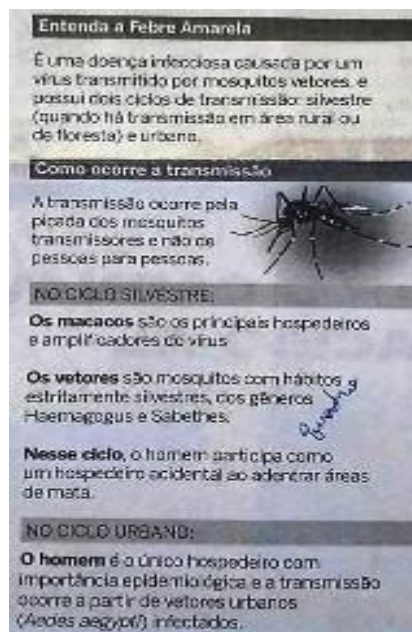 Entenda a Febre Amarela
É uma doença infecciosa causada por um
vírus transmitido por mosquitos vetores, e
possui dois ciclos de transmissão: silvestre
(quando há transmissão em área rural ou
de floresta) e urbano.
Como ocorre a transmissão
A transmissão ocorre pela
picada dos mosquitos
transmissores e não de
pessoas para pessoas.
NO CICLO SILVESTRE:
Os macacos são os principais hospedeiros
e amplificadores do vírus
Os vetores são mosquitos com hábitos
estritamente silvestres, dos gêneros
Haemagogus e Sabethes.
Nesse ciclo, o homem participa como
um hospedeiro acidental ao adentrar áreas
de mata.
NO CICLO URBANO:
O homem é o único hospedeiro com
importância epidemiológica e a transmissão
ocorre a partir de vetores urbanos
(Aedes aegypti) infectados.